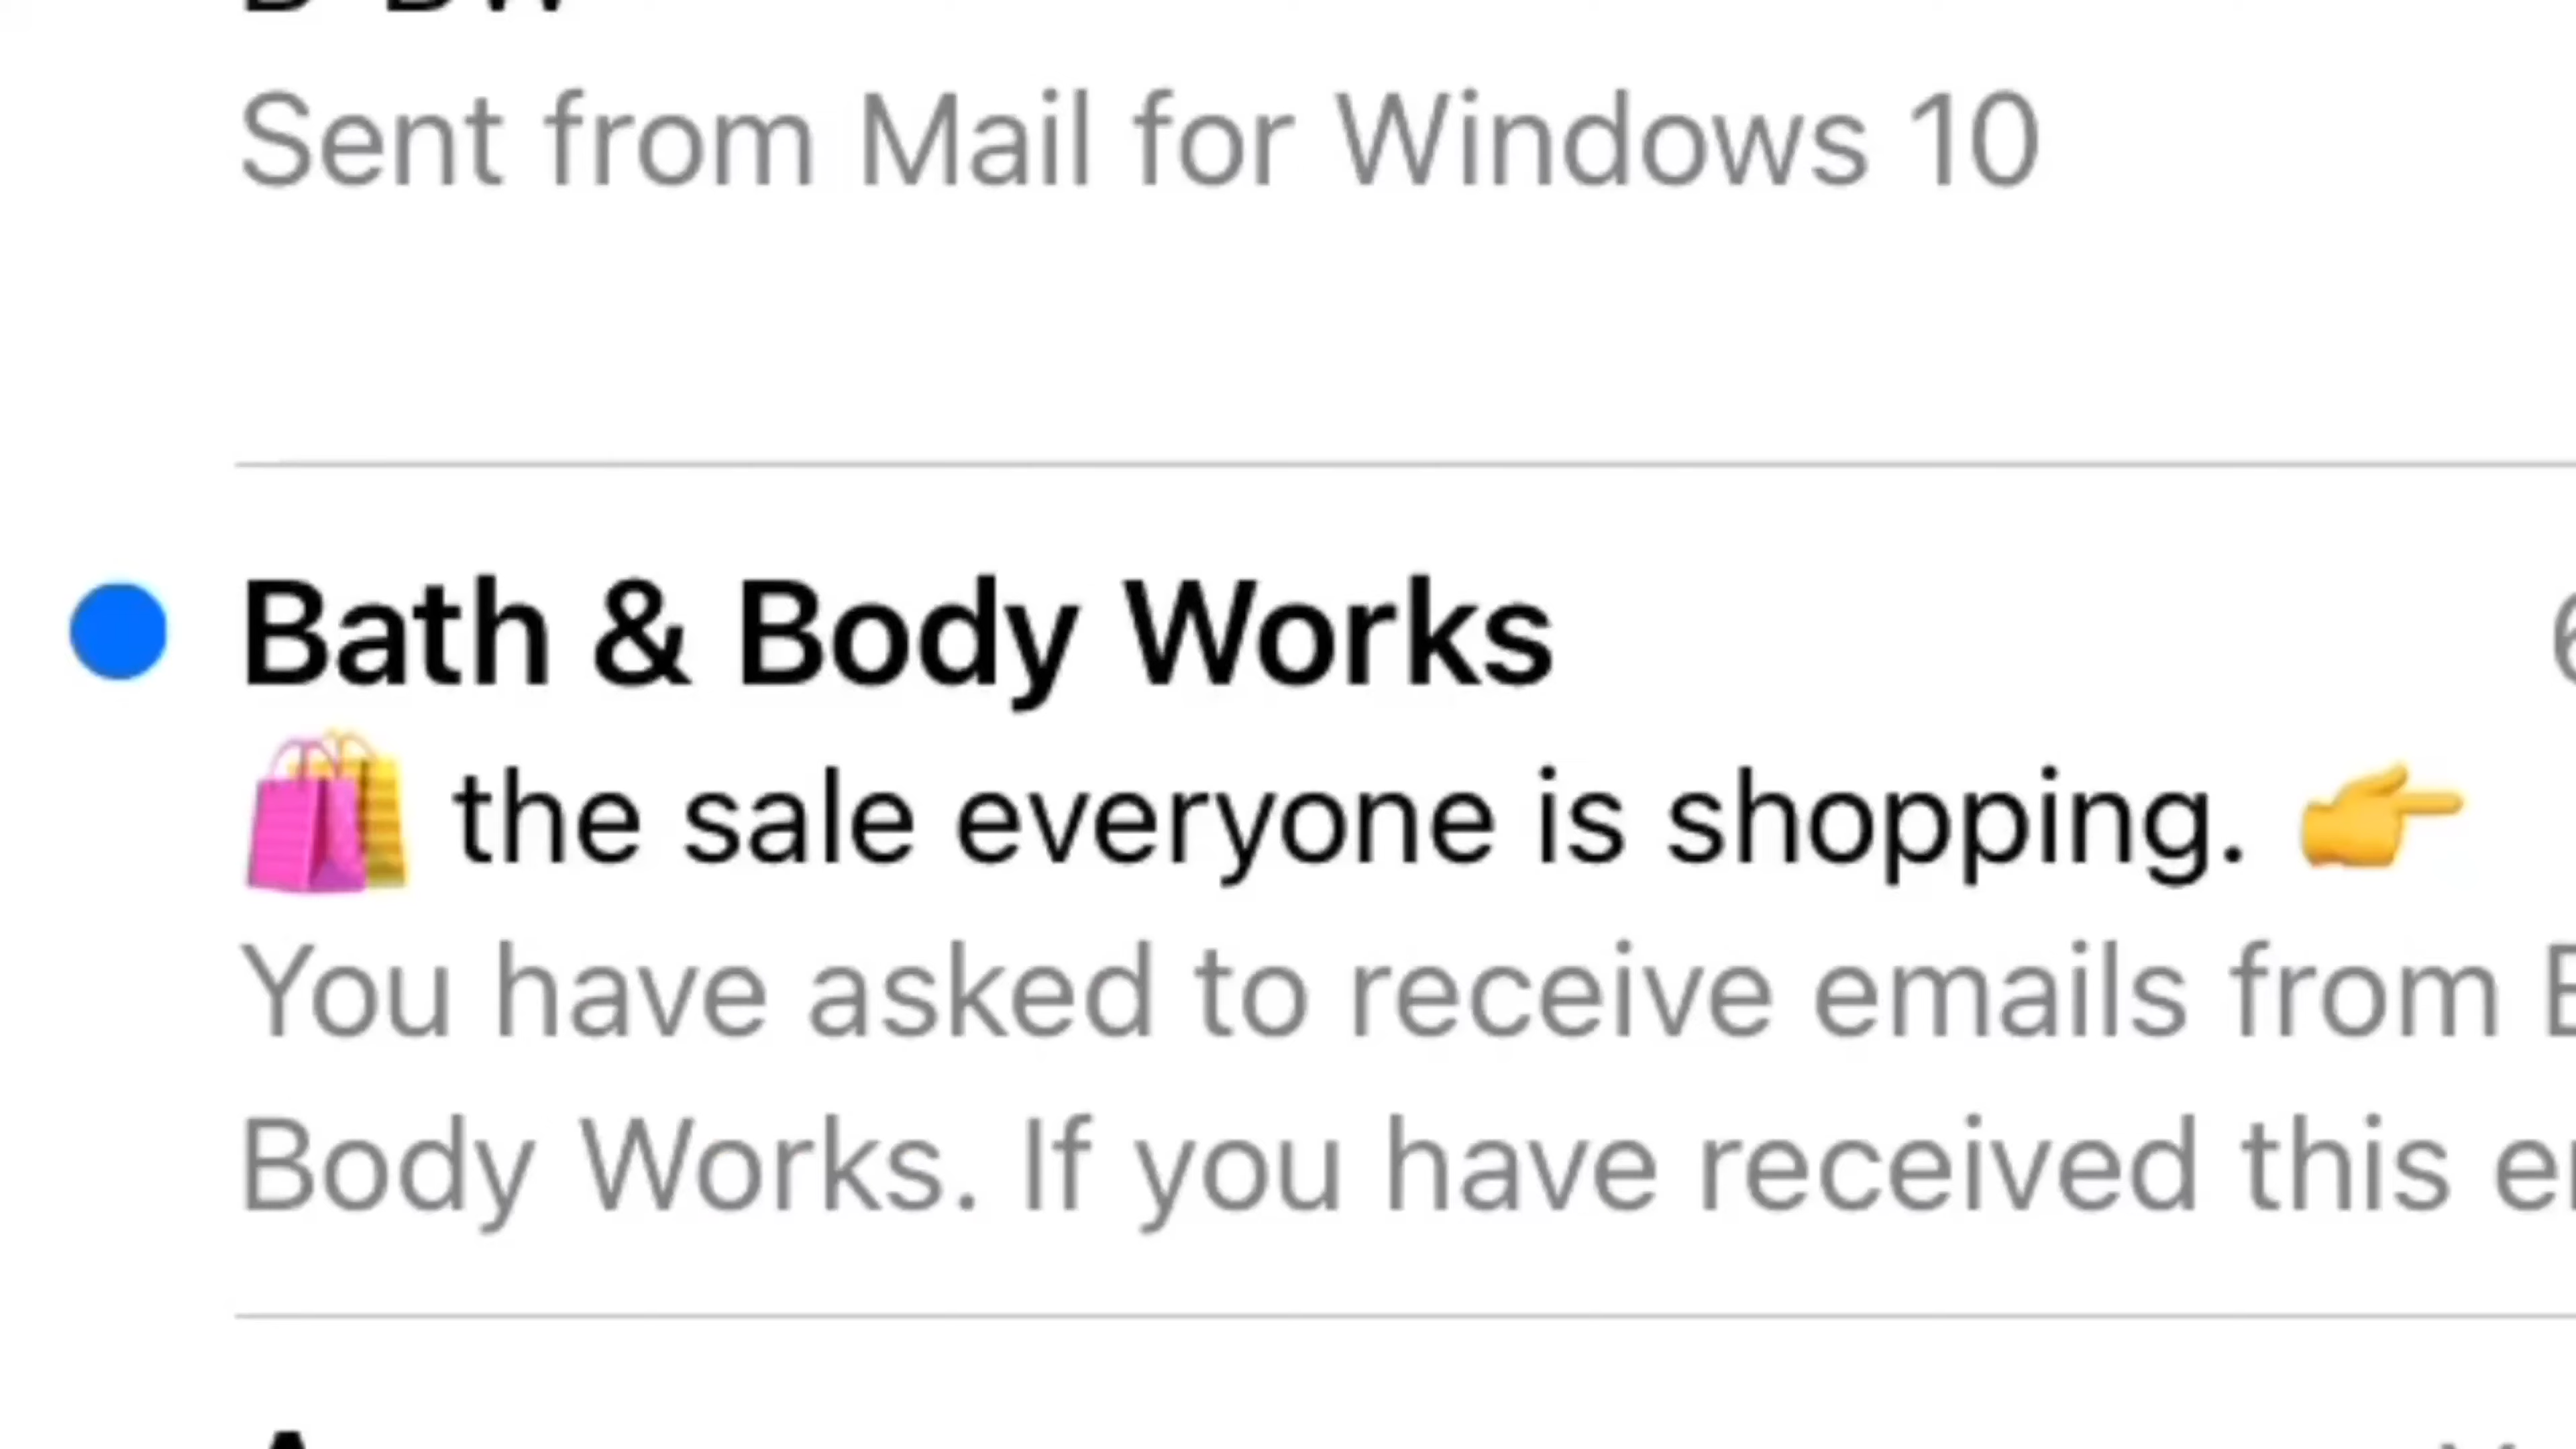 Sent from Mail for Windows 10
Bath & Body Works
🛍️ the sale everyone is shopping. 👉
You have asked to receive emails from
Body Works. If you have received this